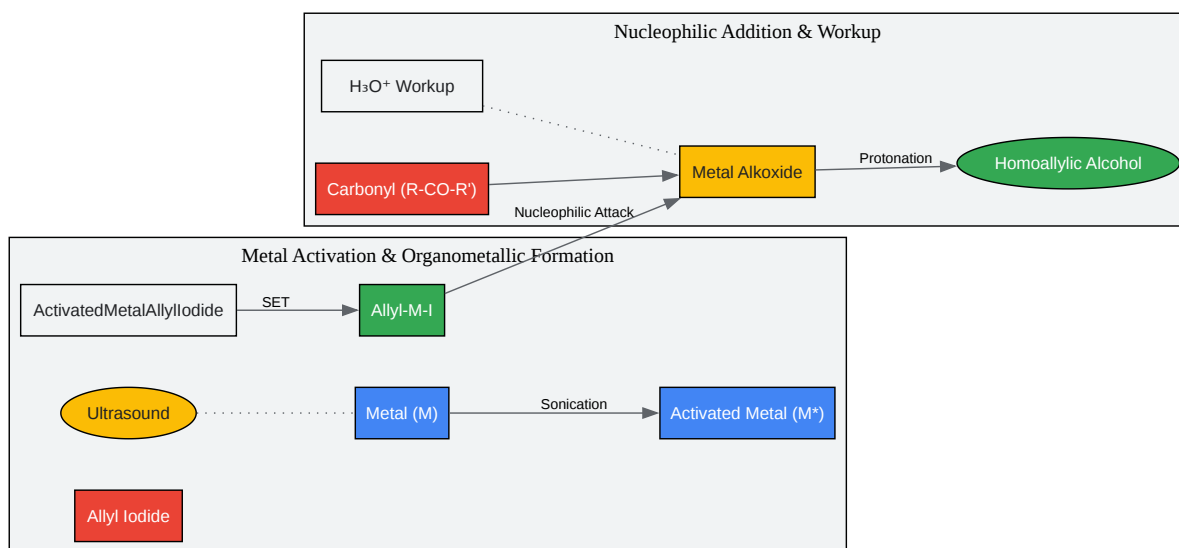 Nucleophilic Addition & Workup
H₃O⁺ Workup
Carbonyl (R-CO-R')
Metal Alkoxide
Protonation
Homoallylic Alcohol
Nucleophilic Attack
Metal Activation & Organometallic Formation
ActivatedMetalAllylIodide
SET
Allyl-M-I
Ultrasound
Metal (M)
Sonication
Activated Metal (M*)
Allyl Iodide